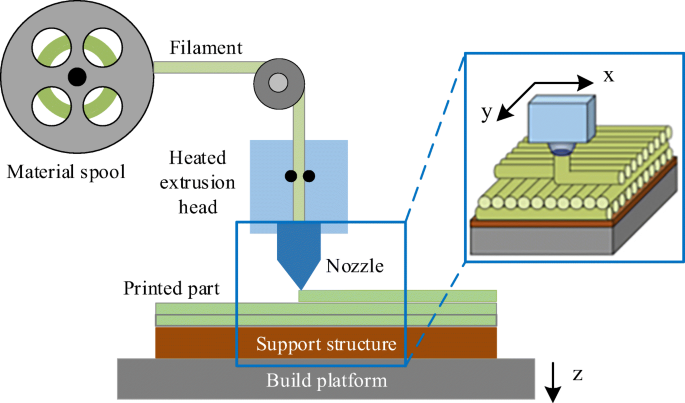 Filament
x
y
Material spool
Heated
extrusion
head
Nozzle
Printed part
Support structure
Build platform
z